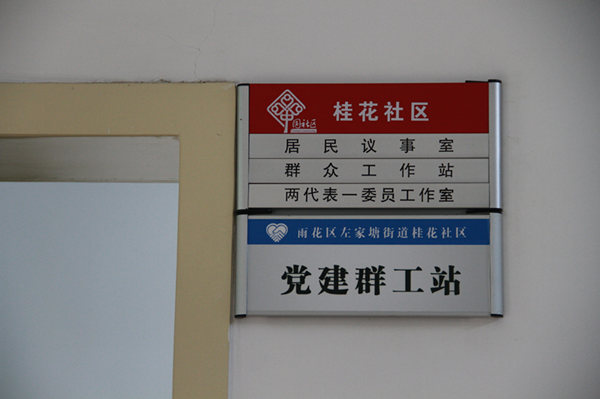 桂花社区
居民议事室
群众工作站
两代表一委员工作室
雨花区左家塘街道桂花社区
党建群工站